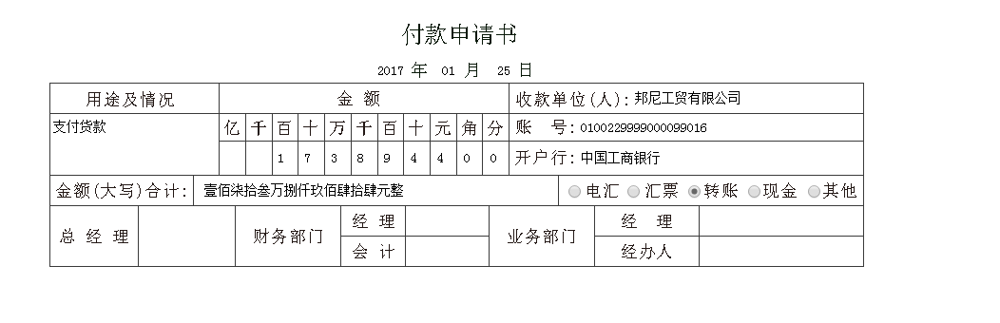 付款申请书
2017 年 01 月 25 日
用途及情况 金 额 收款单位(人): 邦尼工贸有限公司
支付货款 亿 千 百 十 万 千 百 十 元 角 分 账 号: 0100229999000099016
1 7 3 8 9 4 4 0 0 开户行: 中国工商银行
金额(大写)合计: 壹佰柒拾叁万捌仟玖佰肆拾肆元整 电汇 汇票 转账 现金 其他
总 经 理 财务部门 经 理 业务部门 经 理
会 计 经办人